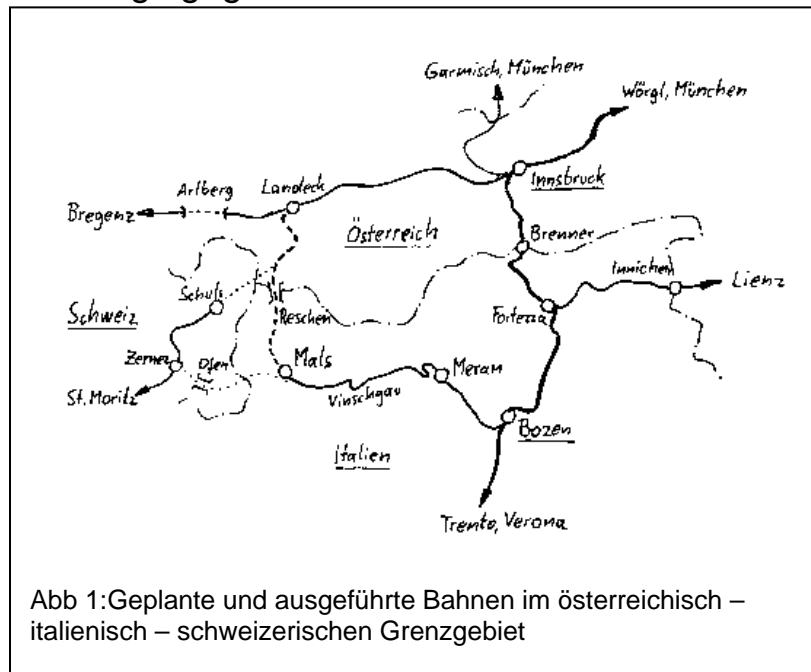 Garmisch, München
Wörgl, München
Innsbruck
Arlberg
Landeck
Bregenz
Österreich
Brenner
Innichen
Lienz
Schuls
Reschen
Fortezza
Schweiz
Zernez
Ofen
Mals
Meran
St. Moritz
Vinschgau
Bozen
Italien
Trento, Verona
Abb 1:Geplante und ausgeführte Bahnen im österreichisch –
italienisch – schweizerischen Grenzgebiet